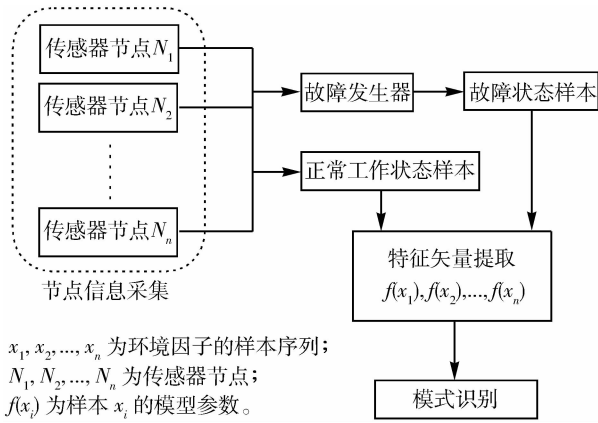 传感器节点N₁
传感器节点N₂
传感器节点Nₙ
节点信息采集
故障发生器
故障状态样本
正常工作状态样本
特征矢量提取
f(x₁),f(x₂),...,f(xₙ)
模式识别
x₁, x₂, ..., xₙ 为环境因子的样本序列；
N₁, N₂, ..., Nₙ 为传感器节点；
f(xᵢ) 为样本 xᵢ 的模型参数。